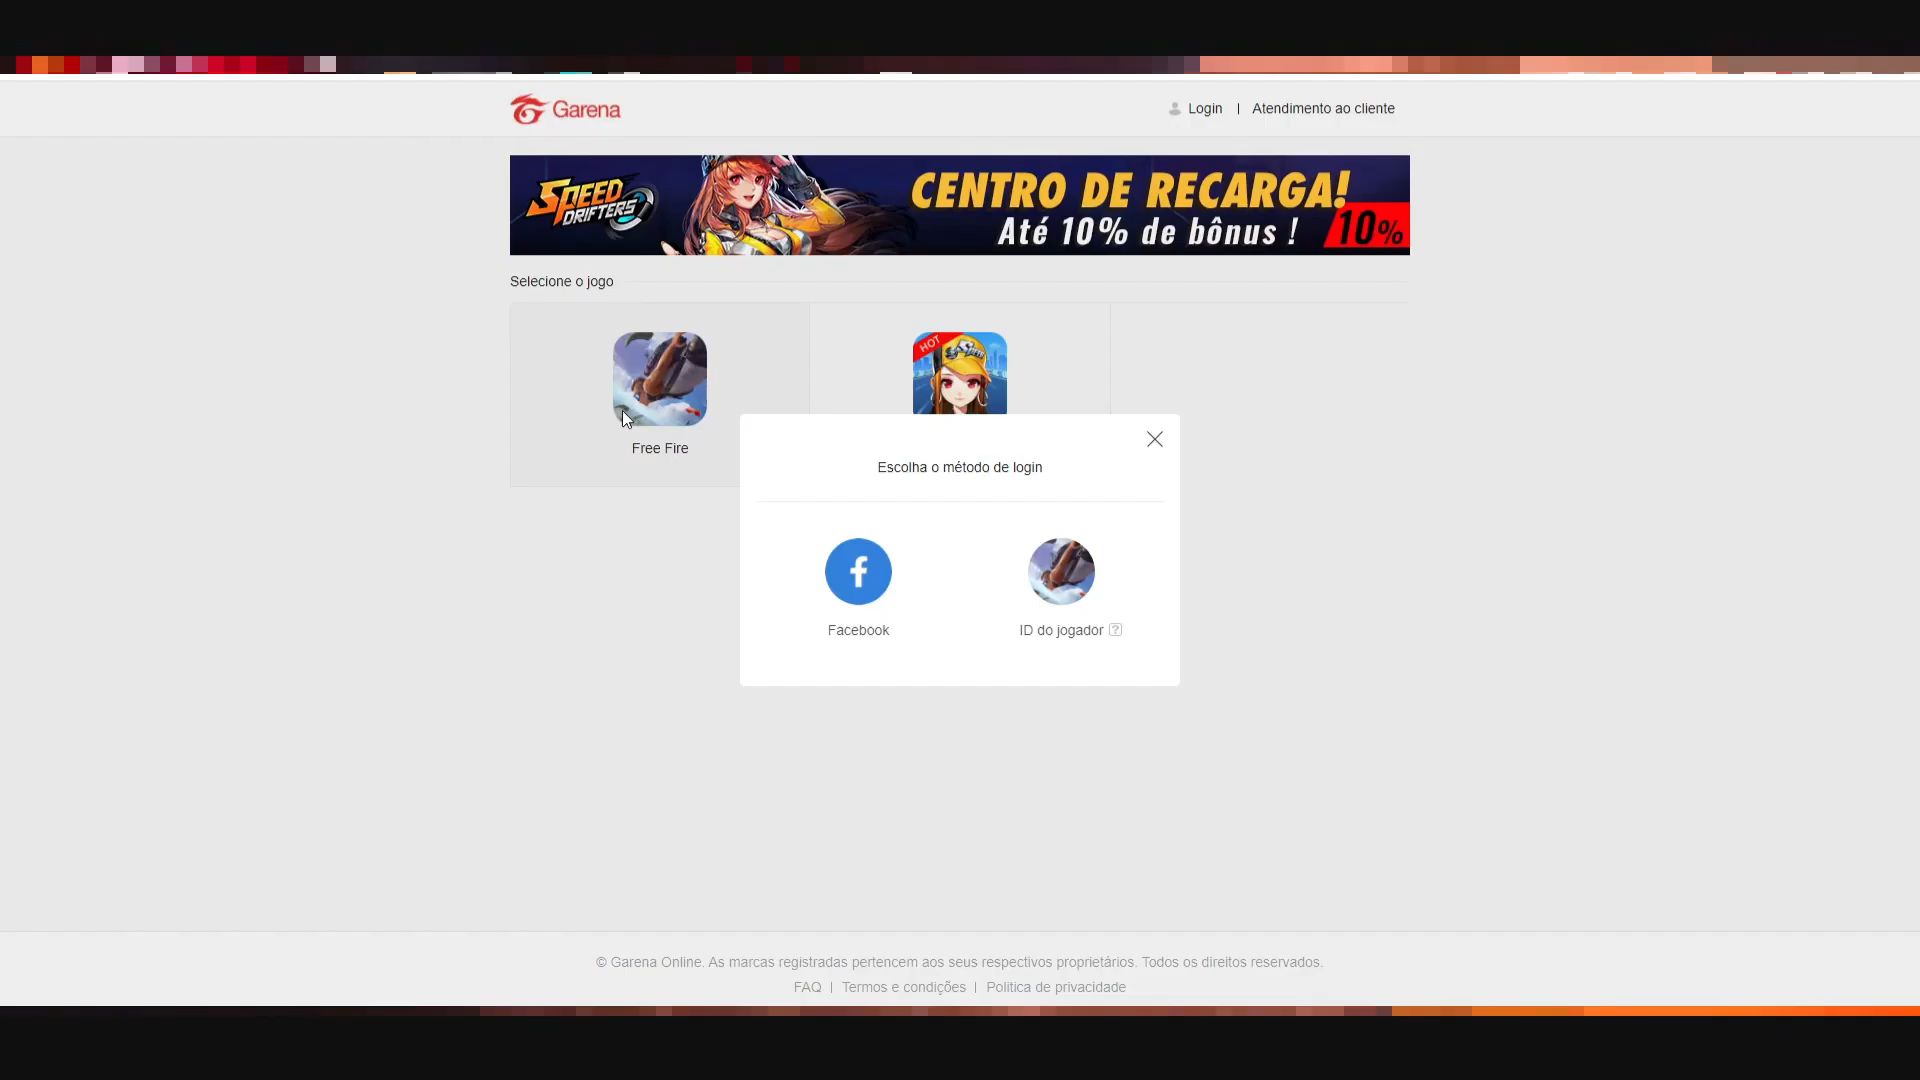 Garena
Login | Atendimento ao cliente
SPEED DRIFTERS
CENTRO DE RECARGA!
Até 10% de bônus !
10%
Selecione o jogo
HOT
Free Fire
Escolha o método de login
Facebook
ID do jogador ?
© Garena Online. As marcas registradas pertencem aos seus respectivos proprietários. Todos os direitos reservados.
FAQ | Termos e condições | Política de privacidade